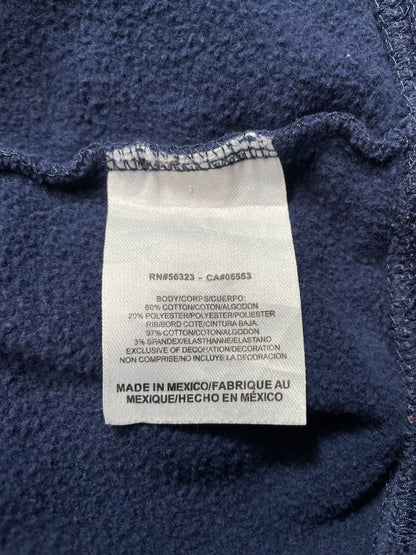 RN#56323 - CA#05553
BODY/CORPS/CUERPO:
80% COTTON/COTON/ALGODON
20% POLYESTER/POLYESTER/POLIESTER
RIB/BORD COTE/CINTURA BAJA:
97% COTTON/COTON/ALGODON
3% SPANDEX/ELASTHANNE/ELASTANO
EXCLUSIVE OF DECORATION/DECORATION
NON COMPRISE/NO INCLUYE LA DECORACION
MADE IN MEXICO/FABRIQUE AU
MEXIQUE/HECHO EN MÉXICO